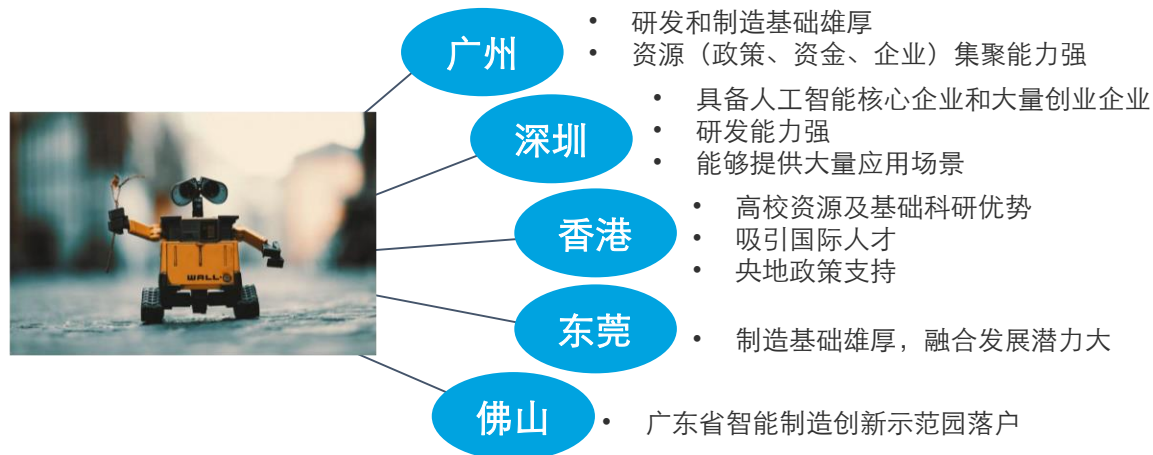 广州
• 研发和制造基础雄厚
• 资源（政策、资金、企业）集聚能力强
深圳
• 具备人工智能核心企业和大量创业企业
• 研发能力强
• 能够提供大量应用场景
香港
• 高校资源及基础科研优势
• 吸引国际人才
• 央地政策支持
东莞
• 制造基础雄厚，融合发展潜力大
佛山
• 广东省智能制造创新示范园落户
WALL-E